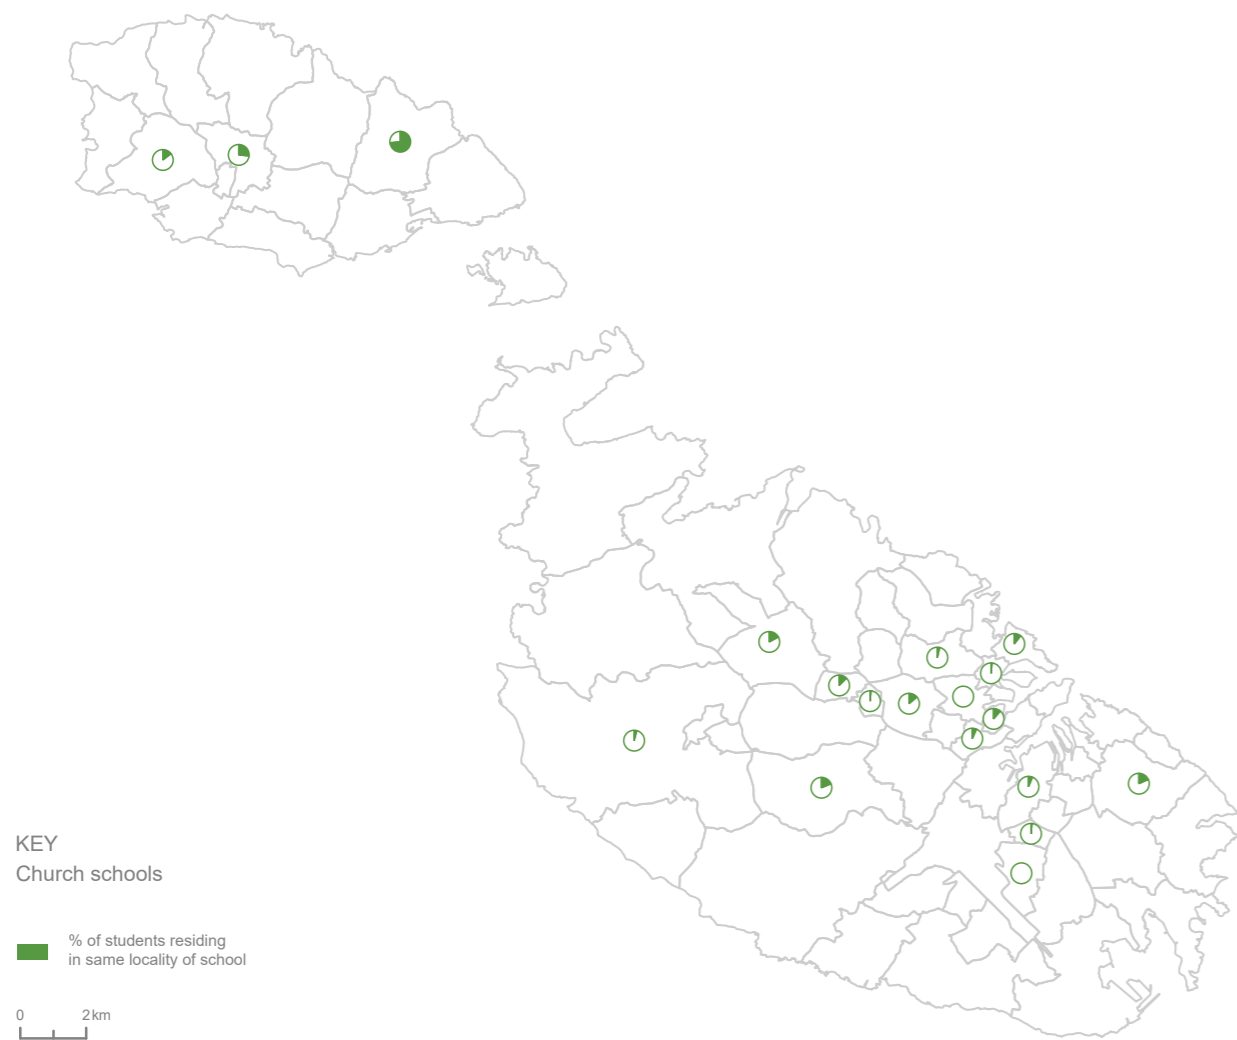 KEY
Church schools
% of students residing
in same locality of school
0 2 km